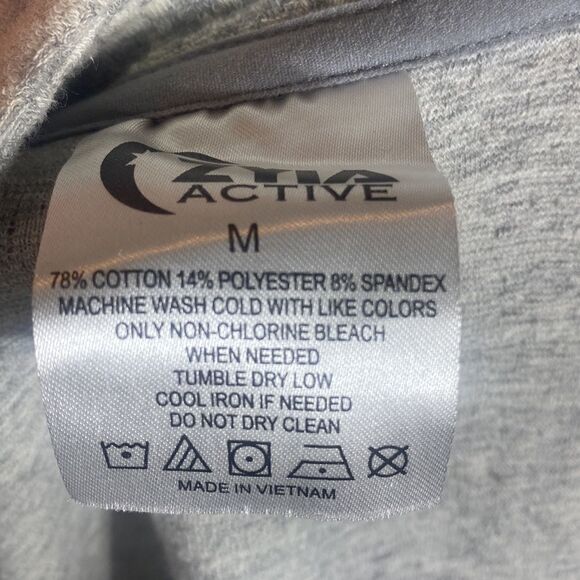 ZYIA
ACTIVE
M
78% COTTON 14% POLYESTER 8% SPANDEX
MACHINE WASH COLD WITH LIKE COLORS
ONLY NON-CHLORINE BLEACH
WHEN NEEDED
TUMBLE DRY LOW
COOL IRON IF NEEDED
DO NOT DRY CLEAN
MADE IN VIETNAM